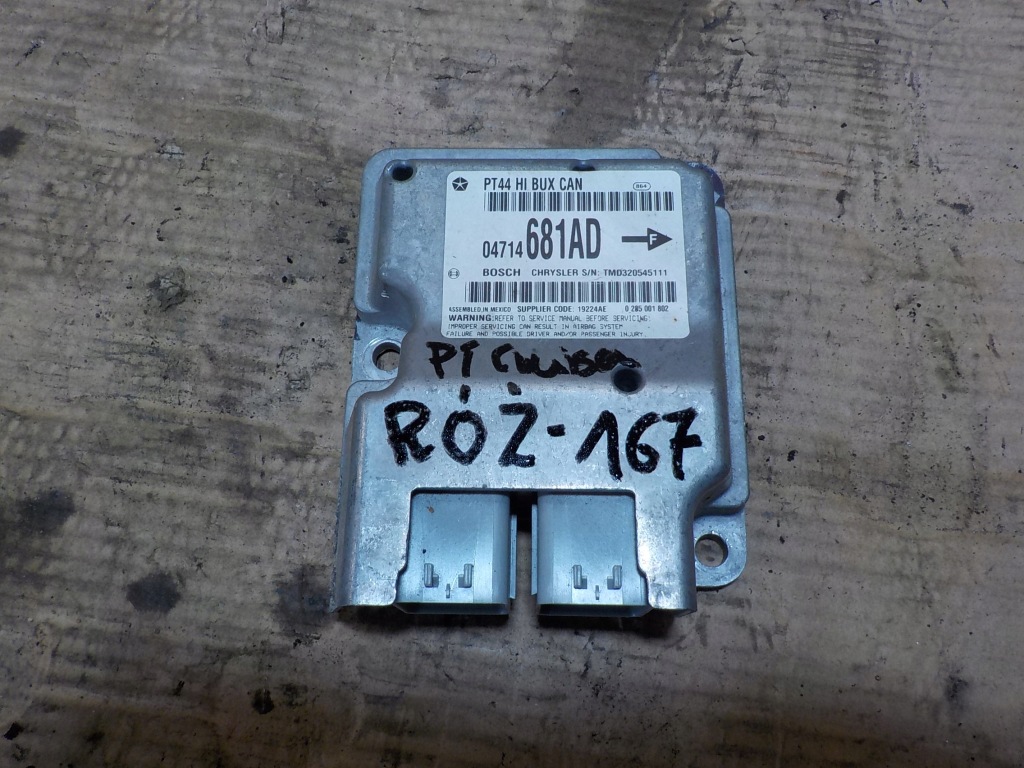 PT44 HI BUX CAN 864
04714 681AD F
BOSCH CHRYSLER S/N: TMD320545111
ASSEMBLED IN MEXICO SUPPLIER CODE: 19224AE 0 285 001 802
WARNING: REFER TO SERVICE MANUAL BEFORE SERVICING.
IMPROPER SERVICING CAN RESULT IN AIRBAG SYSTEM
FAILURE AND POSSIBLE DRIVER AND/OR PASSENGER INJURY.
PT Cruiser
RÓŻ-167